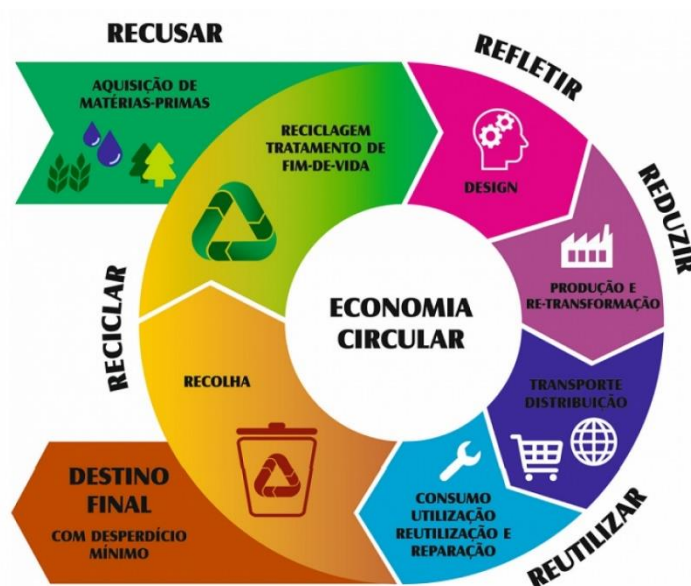 RECUSAR
AQUISIÇÃO DE
MATÉRIAS-PRIMAS
RECICLAGEM
TRATAMENTO DE
FIM-DE-VIDA
REFLETIR
DESIGN
REDUZIR
PRODUÇÃO E
RE-TRANSFORMAÇÃO
ECONOMIA
CIRCULAR
TRANSPORTE
DISTRIBUIÇÃO
REUTILIZAR
CONSUMO
UTILIZAÇÃO
REUTILIZAÇÃO E
REPARAÇÃO
RECICLAR
RECOLHA
DESTINO
FINAL
COM DESPERDÍCIO
MÍNIMO